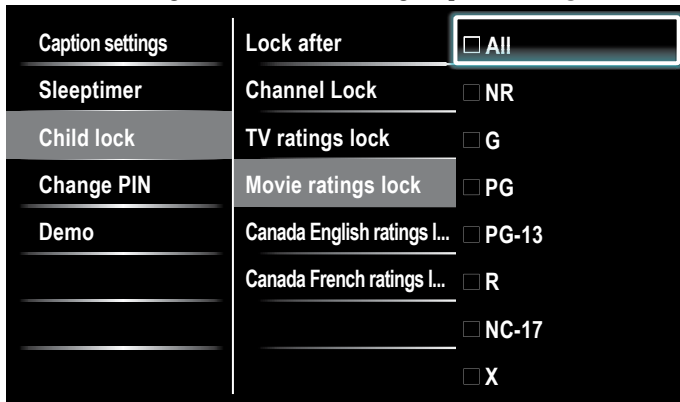 Caption settings
Sleeptimer
Child lock
Change PIN
Demo
Lock after
Channel Lock
TV ratings lock
Movie ratings lock
Canada English ratings l...
Canada French ratings l...
All
NR
G
PG
PG-13
R
NC-17
X